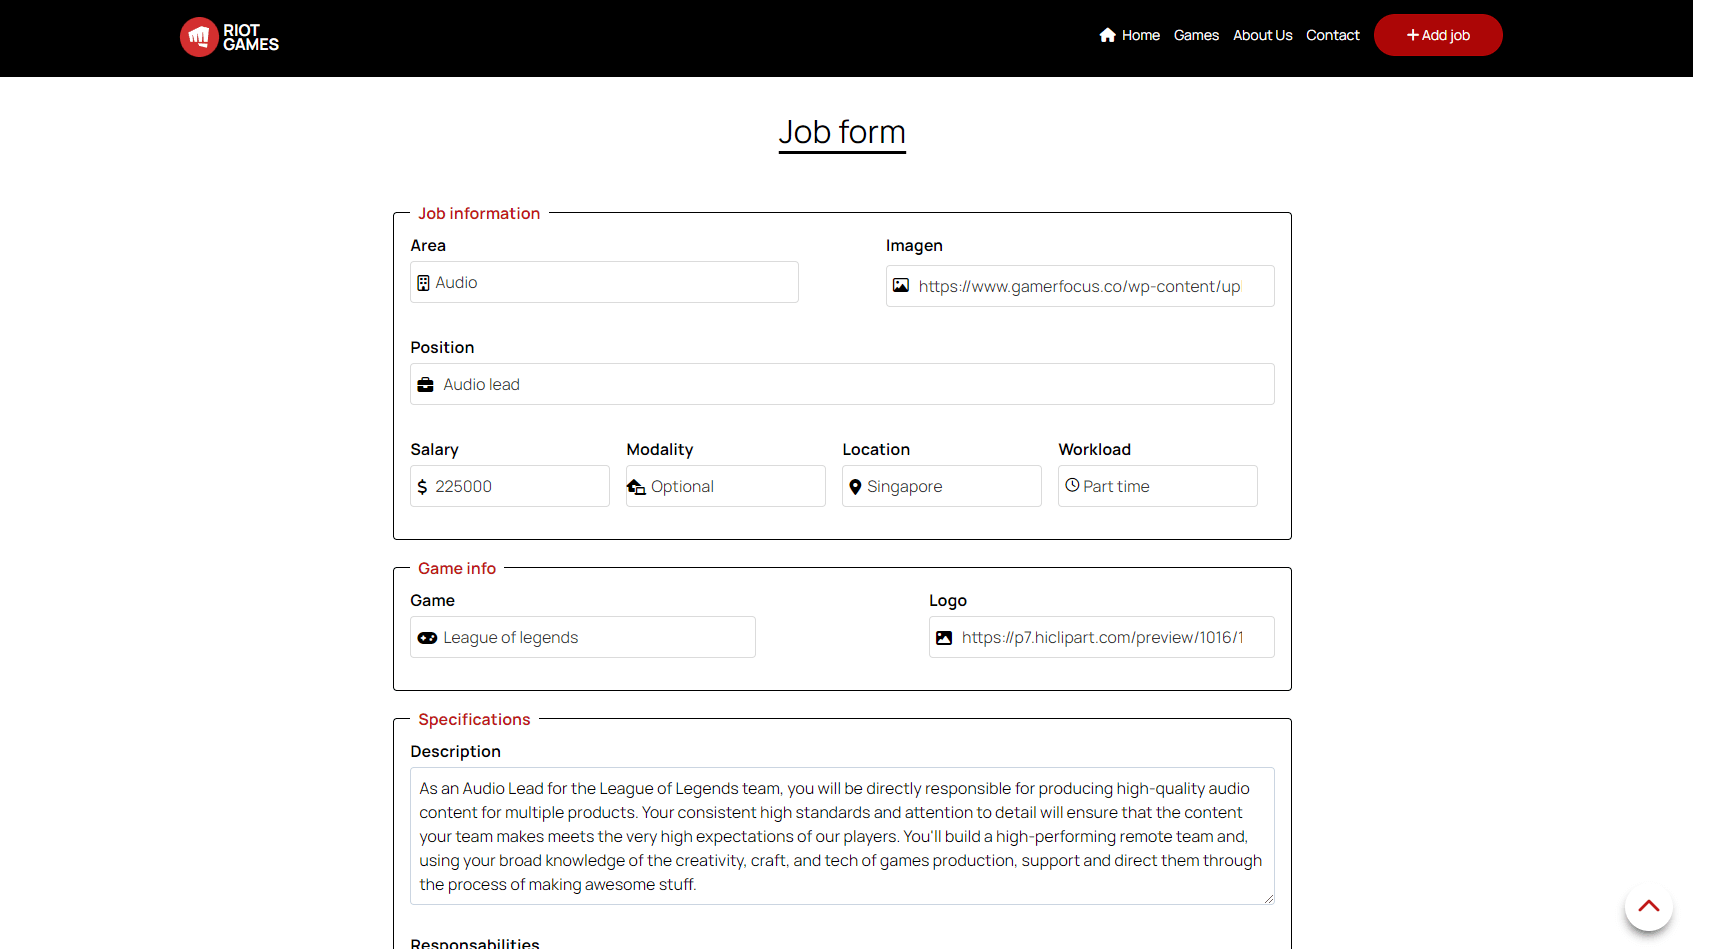 RIOT
GAMES
Home Games About Us Contact + Add job
Job form
Job information
Area Imagen
Audio https://www.gamerfocus.co/wp-content/up
Position
Audio lead
Salary Modality Location Workload
$ 225000 Optional Singapore Part time
Game info
Game Logo
League of legends https://p7.hiclipart.com/preview/1016/1
Specifications
Description
As an Audio Lead for the League of Legends team, you will be directly responsible for producing high-quality audio
content for multiple products. Your consistent high standards and attention to detail will ensure that the content
your team makes meets the very high expectations of our players. You'll build a high-performing remote team and,
using your broad knowledge of the creativity, craft, and tech of games production, support and direct them through
the process of making awesome stuff.
Responsabilities